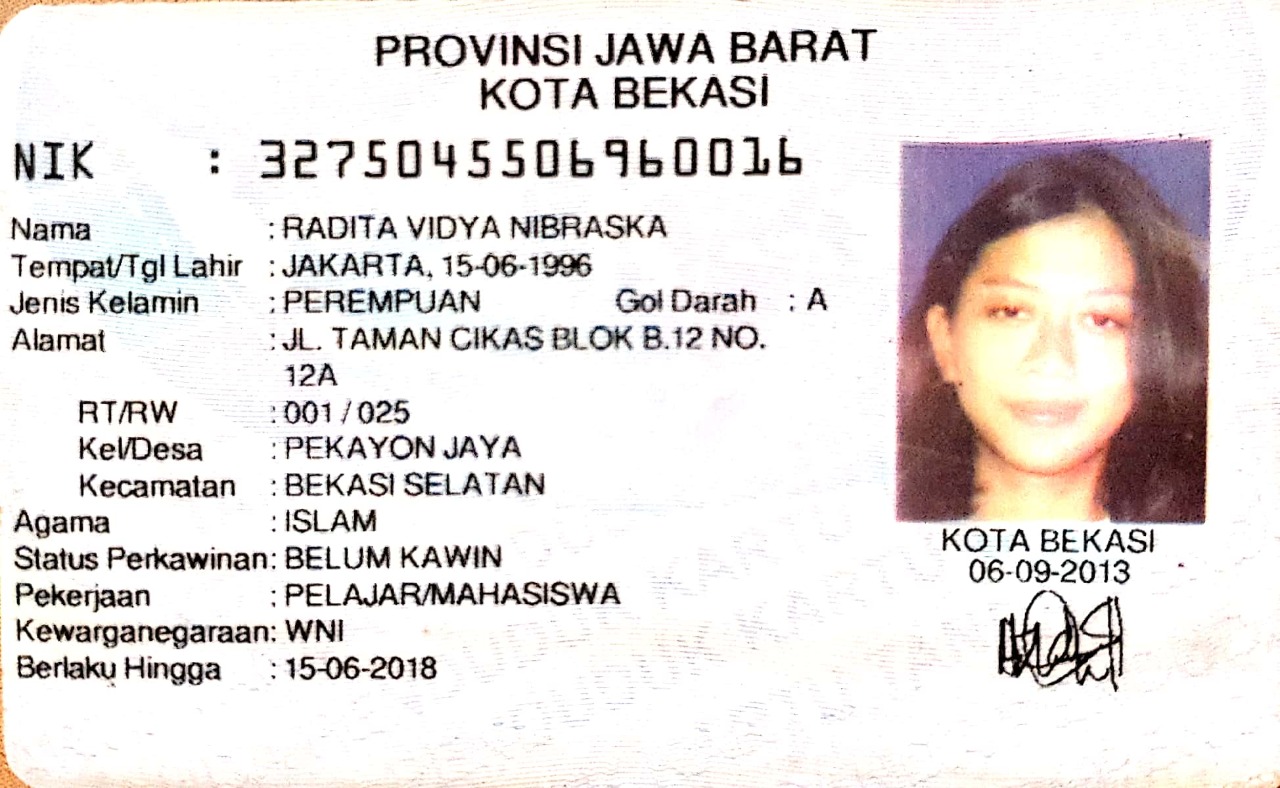 PROVINSI JAWA BARAT
KOTA BEKASI
NIK : 3275045506960016
Nama : RADITA VIDYA NIBRASKA
Tempat/Tgl Lahir : JAKARTA, 15-06-1996
Jenis Kelamin : PEREMPUAN Gol Darah : A
Alamat : JL. TAMAN CIKAS BLOK B.12 NO.
12A
RT/RW : 001 / 025
Kel/Desa : PEKAYON JAYA
Kecamatan : BEKASI SELATAN
Agama : ISLAM
Status Perkawinan: BELUM KAWIN
Pekerjaan : PELAJAR/MAHASISWA
Kewarganegaraan: WNI
Berlaku Hingga : 15-06-2018
KOTA BEKASI
06-09-2013